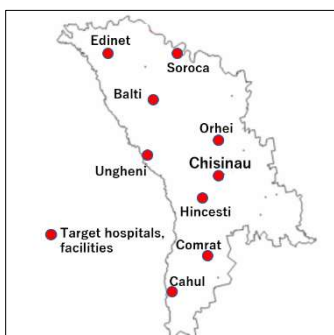 Edinet
Soroca
Balti
Orhei
Ungheni
Chisinau
Hincesti
Target hospitals,
facilities
Comrat
Cahul